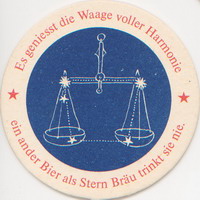 Es geniesst die Waage voller Harmonie
ein ander Bier als Stern Bräu trinkt sie nie.